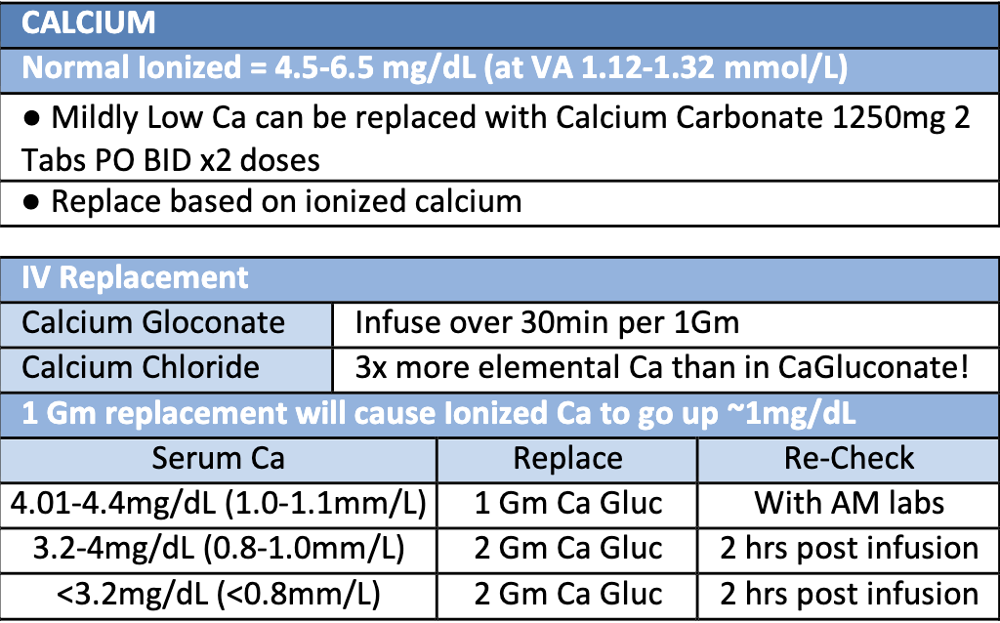 CALCIUM
Normal Ionized = 4.5-6.5 mg/dL (at VA 1.12-1.32 mmol/L)
● Mildly Low Ca can be replaced with Calcium Carbonate 1250mg 2
Tabs PO BID x2 doses
● Replace based on ionized calcium
IV Replacement
Calcium Gloconate Infuse over 30min per 1Gm
Calcium Chloride 3x more elemental Ca than in CaGluconate!
1 Gm replacement will cause Ionized Ca to go up ~1mg/dL
Serum Ca Replace Re-Check
4.01-4.4mg/dL (1.0-1.1mm/L) 1 Gm Ca Gluc With AM labs
3.2-4mg/dL (0.8-1.0mm/L) 2 Gm Ca Gluc 2 hrs post infusion
<3.2mg/dL (<0.8mm/L) 2 Gm Ca Gluc 2 hrs post infusion